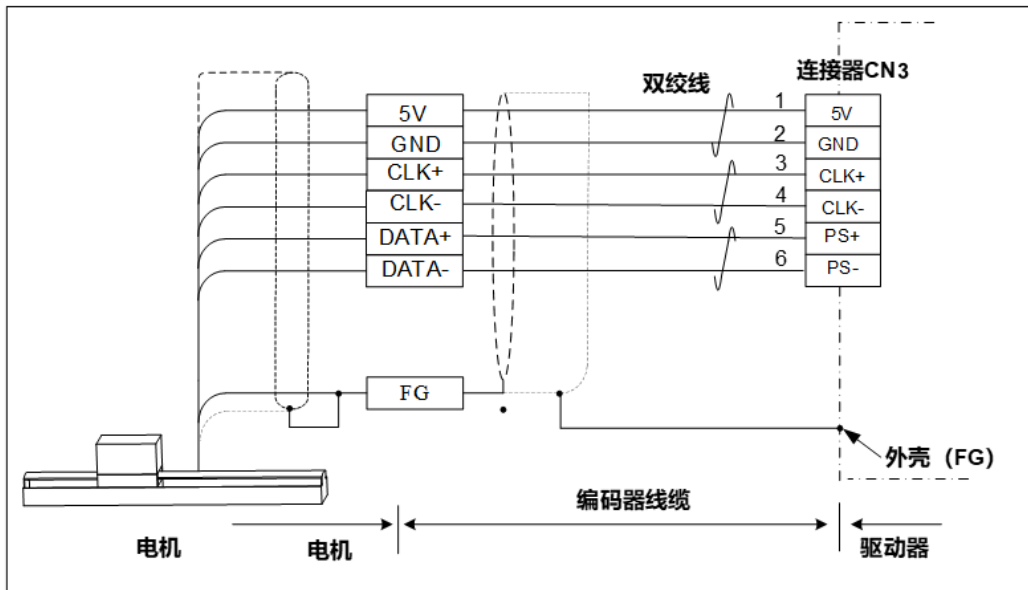 连接器CN3
双绞线
5V 1 5V
GND 2 GND
CLK+ 3 CLK+
CLK- 4 CLK-
DATA+ 5 PS+
DATA- 6 PS-
FG
外壳（FG）
编码器线缆
电机 电机 驱动器